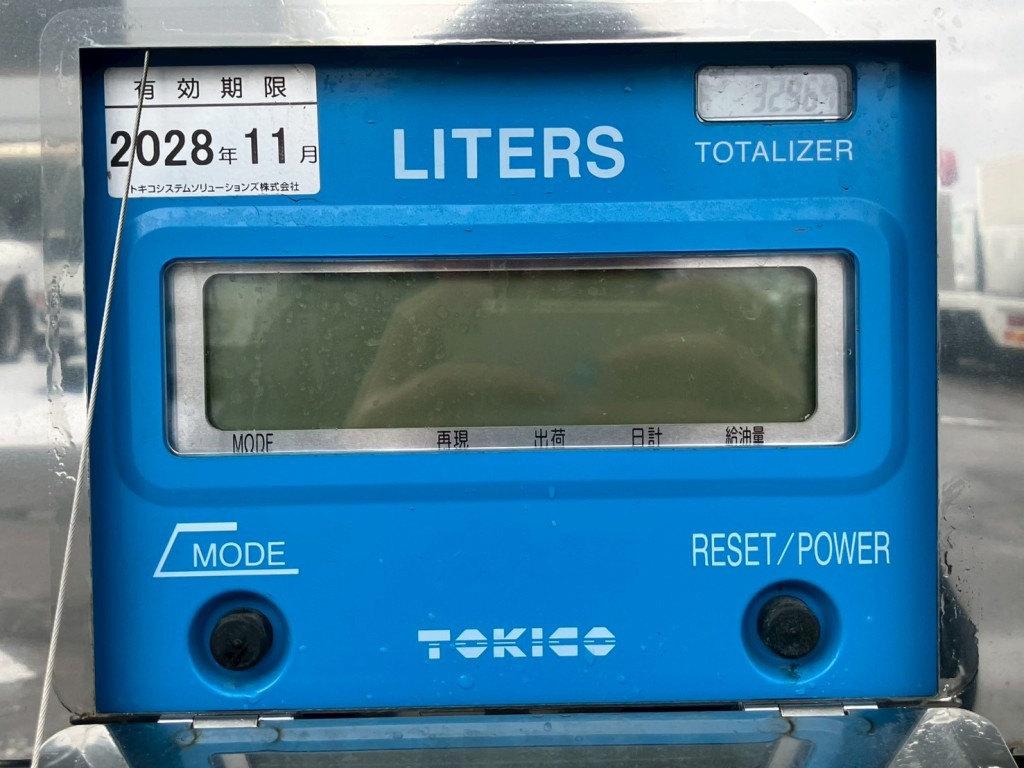 有効期限
2028年11月
トキコシステムソリューションズ株式会社
LITERS
TOTALIZER
MODE 再現 出荷 日計 給油量
MODE
RESET/POWER
TOKICO